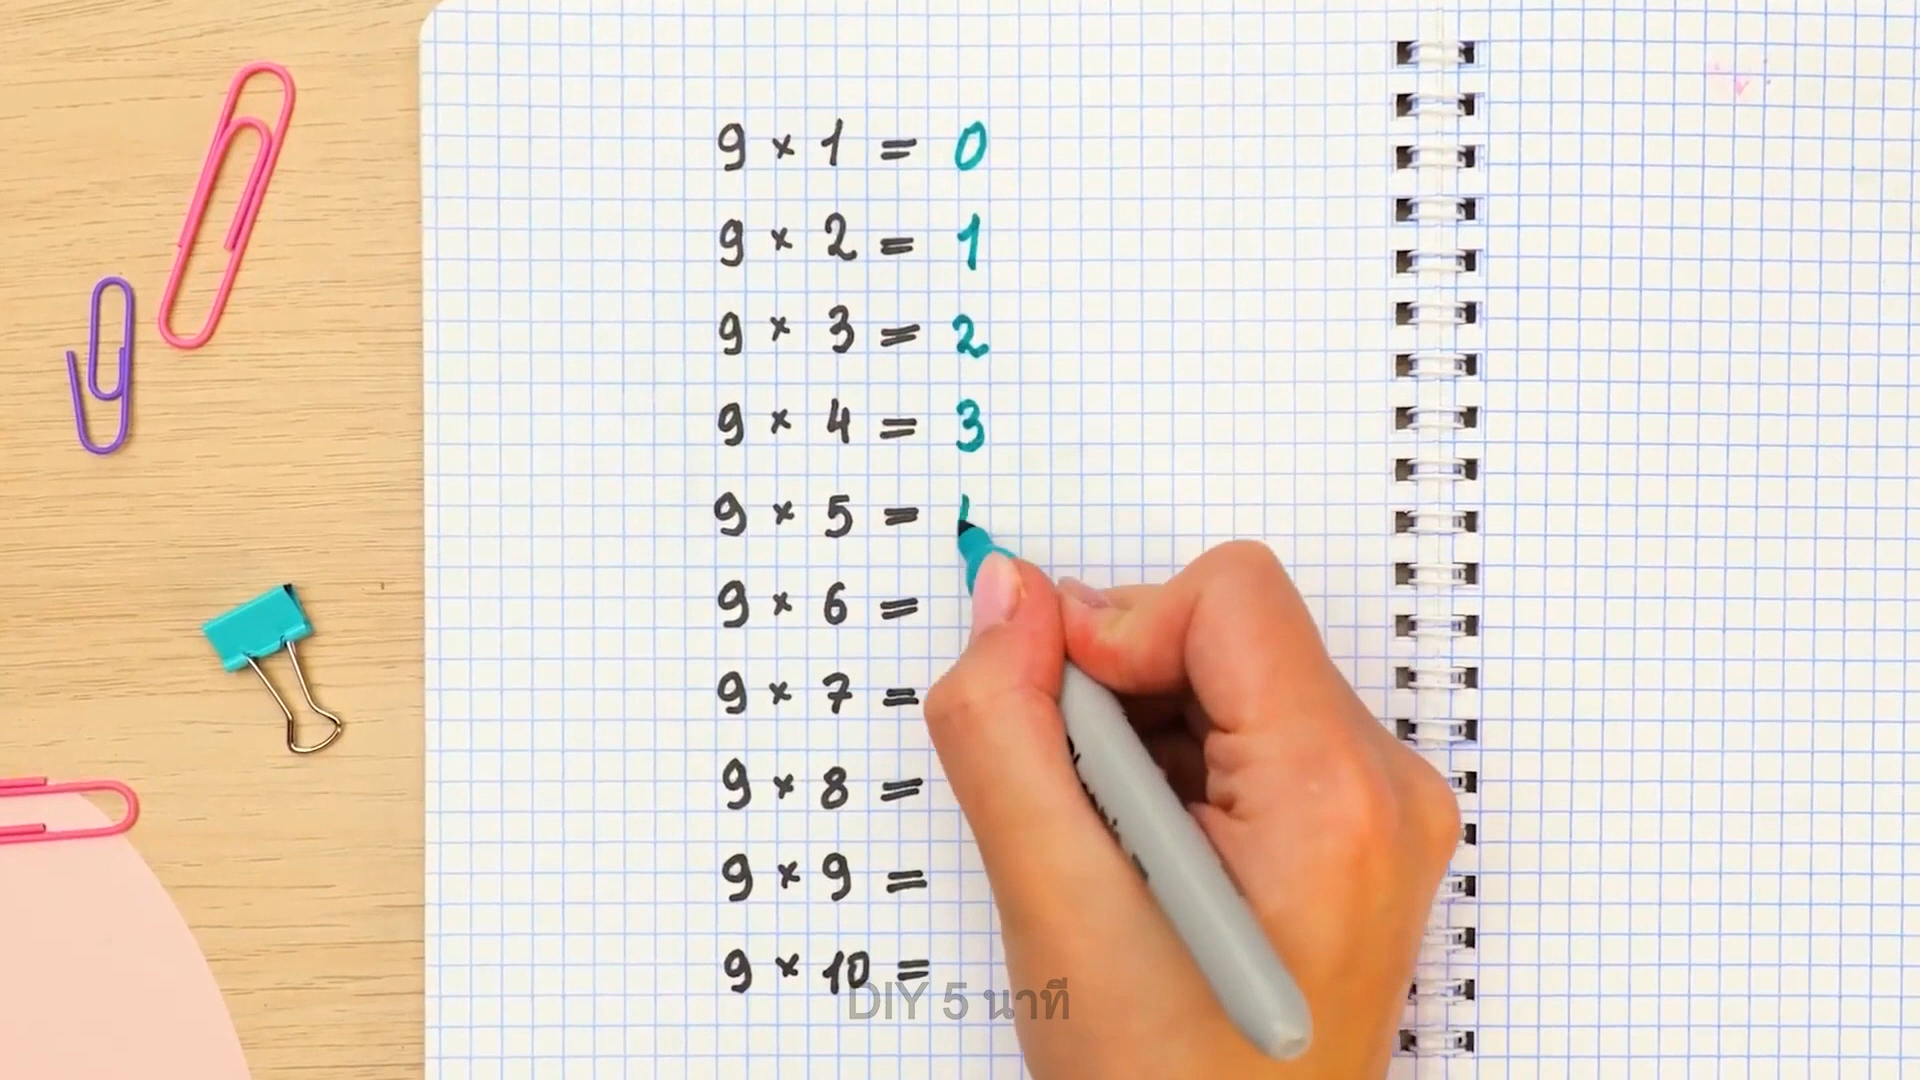 9 × 1 = 0
9 × 2 = 1
9 × 3 = 2
9 × 4 = 3
9 × 5 =
9 × 6 =
9 × 7 =
9 × 8 =
9 × 9 =
9 × 10 =
DIY 5 นาที